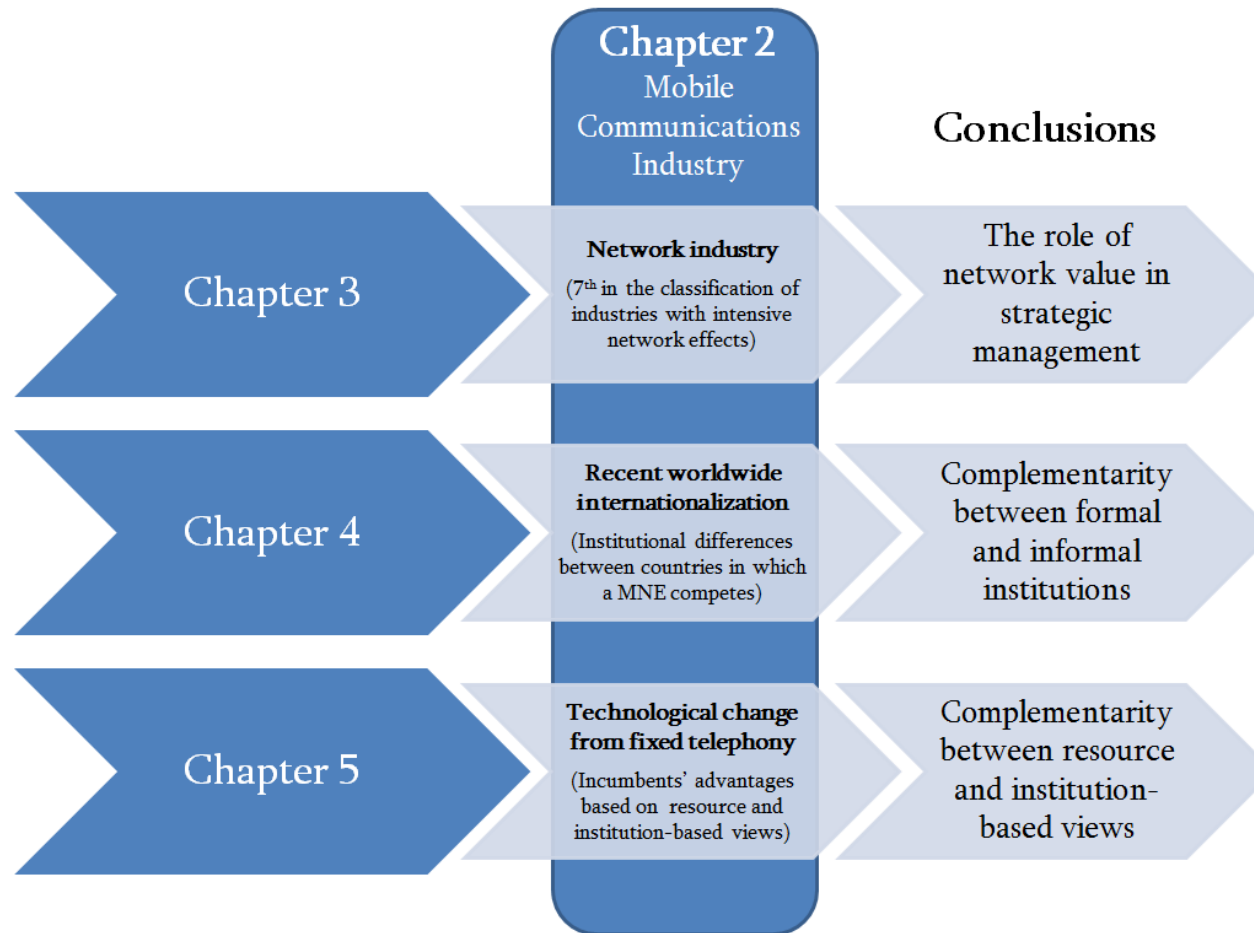 Chapter 2
Mobile
Communications
Industry
Conclusions
Chapter 3
Network industry
(7th in the classification of
industries with intensive
network effects)
The role of
network value in
strategic
management
Chapter 4
Recent worldwide
internationalization
(Institutional differences
between countries in which
a MNE competes)
Complementarity
between formal
and informal
institutions
Chapter 5
Technological change
from fixed telephony
(Incumbents' advantages
based on resource and
institution-based views)
Complementarity
between resource
and institution-
based views